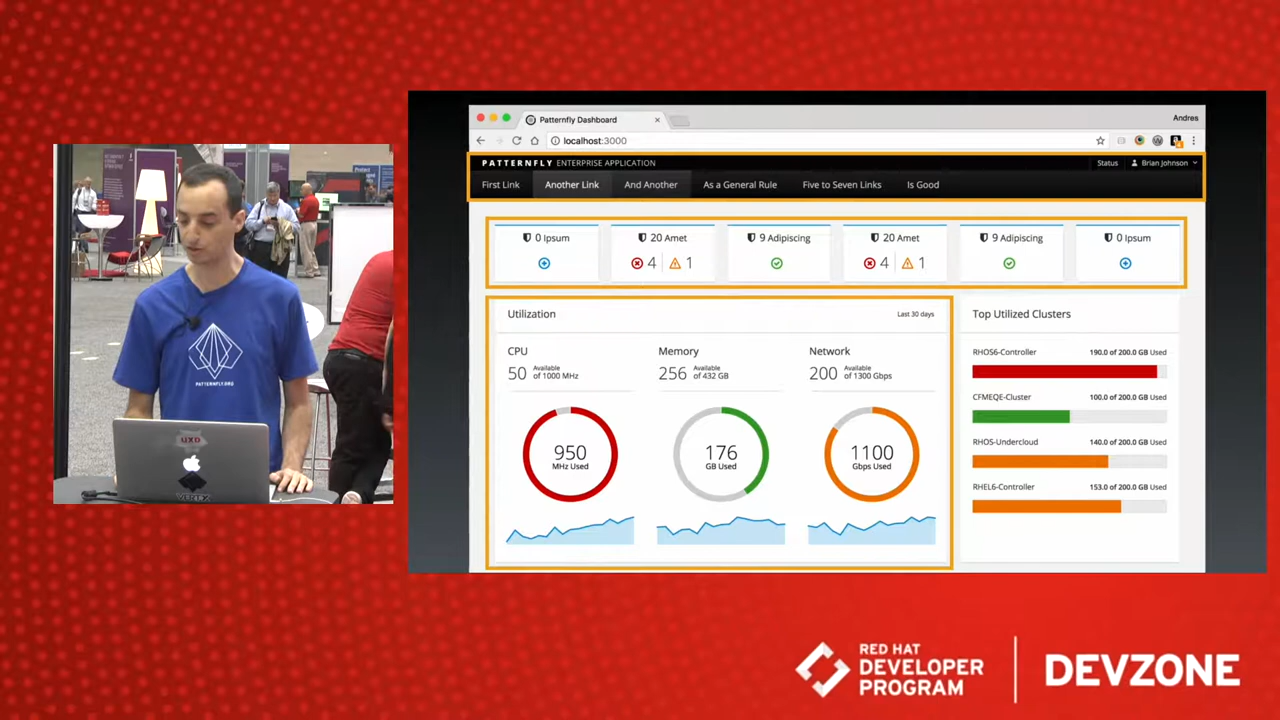 PATTERNFLY.ORG
UXD
VERTX
Patternfly Dashboard
Andres
localhost:3000
PATTERNFLY ENTERPRISE APPLICATION
Status
Brian Johnson
First Link
Another Link
And Another
As a General Rule
Five to Seven Links
Is Good
0 Ipsum
20 Amet
9 Adipiscing
20 Amet
9 Adipiscing
0 Ipsum
4 1
4 1
Utilization
Last 30 days
CPU
50 Available of 1000 MHz
950
MHz Used
Memory
256 Available of 432 GB
176
GB Used
Network
200 Available of 1300 Gbps
1100
Gbps Used
Top Utilized Clusters
RHOS6-Controller
190.0 of 200.0 GB Used
CFMEQE-Cluster
100.0 of 200.0 GB Used
RHOS-Undercloud
140.0 of 200.0 GB Used
RHEL6-Controller
153.0 of 200.0 GB Used
RED HAT
DEVELOPER
PROGRAM
DEVZONE